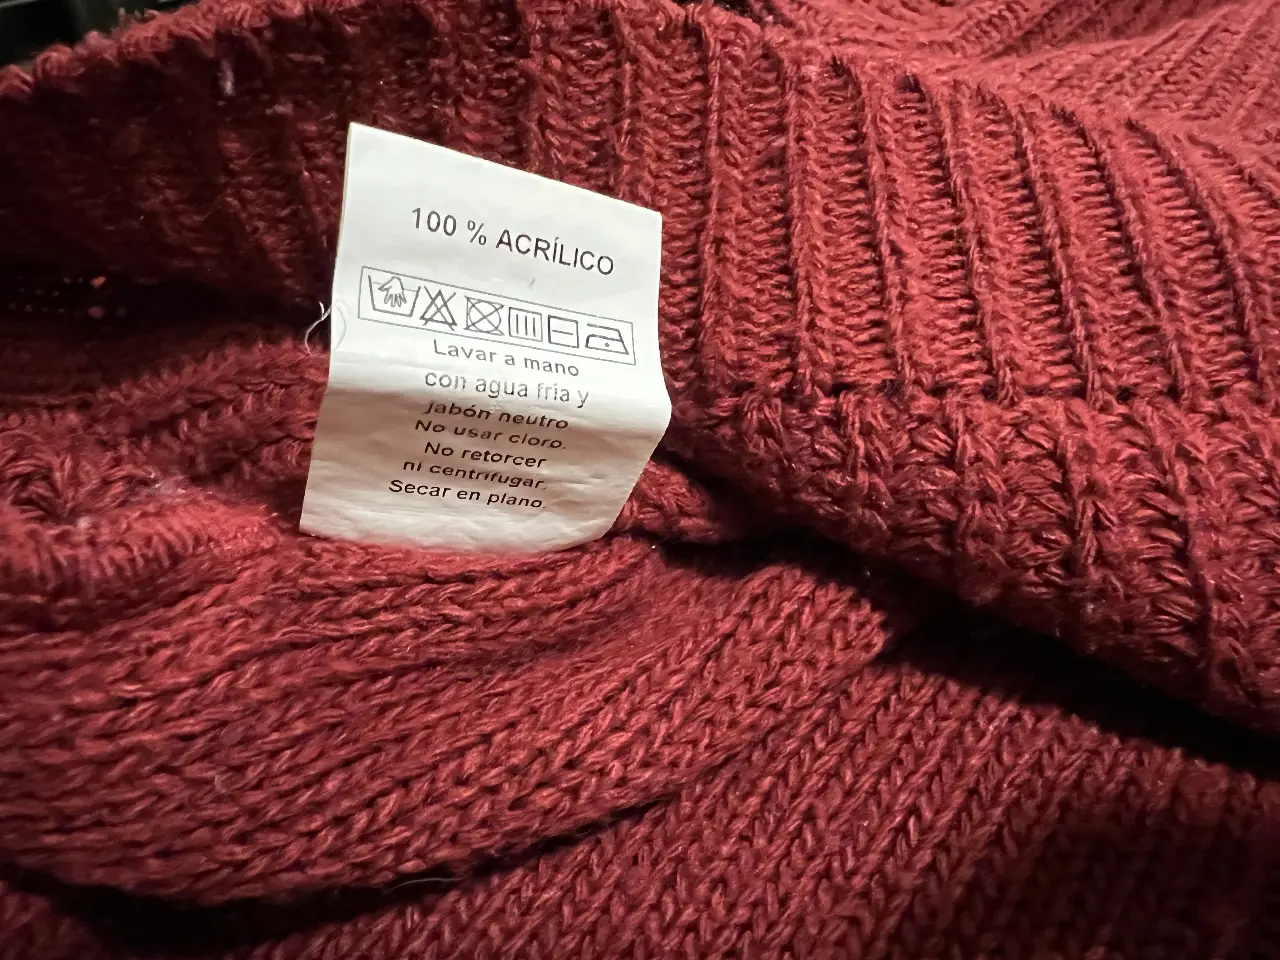 100 % ACRÍLICO
Lavar a mano
con agua fria y
jabón neutro
No usar cloro.
No retorcer
ni centrifugar.
Secar en plano